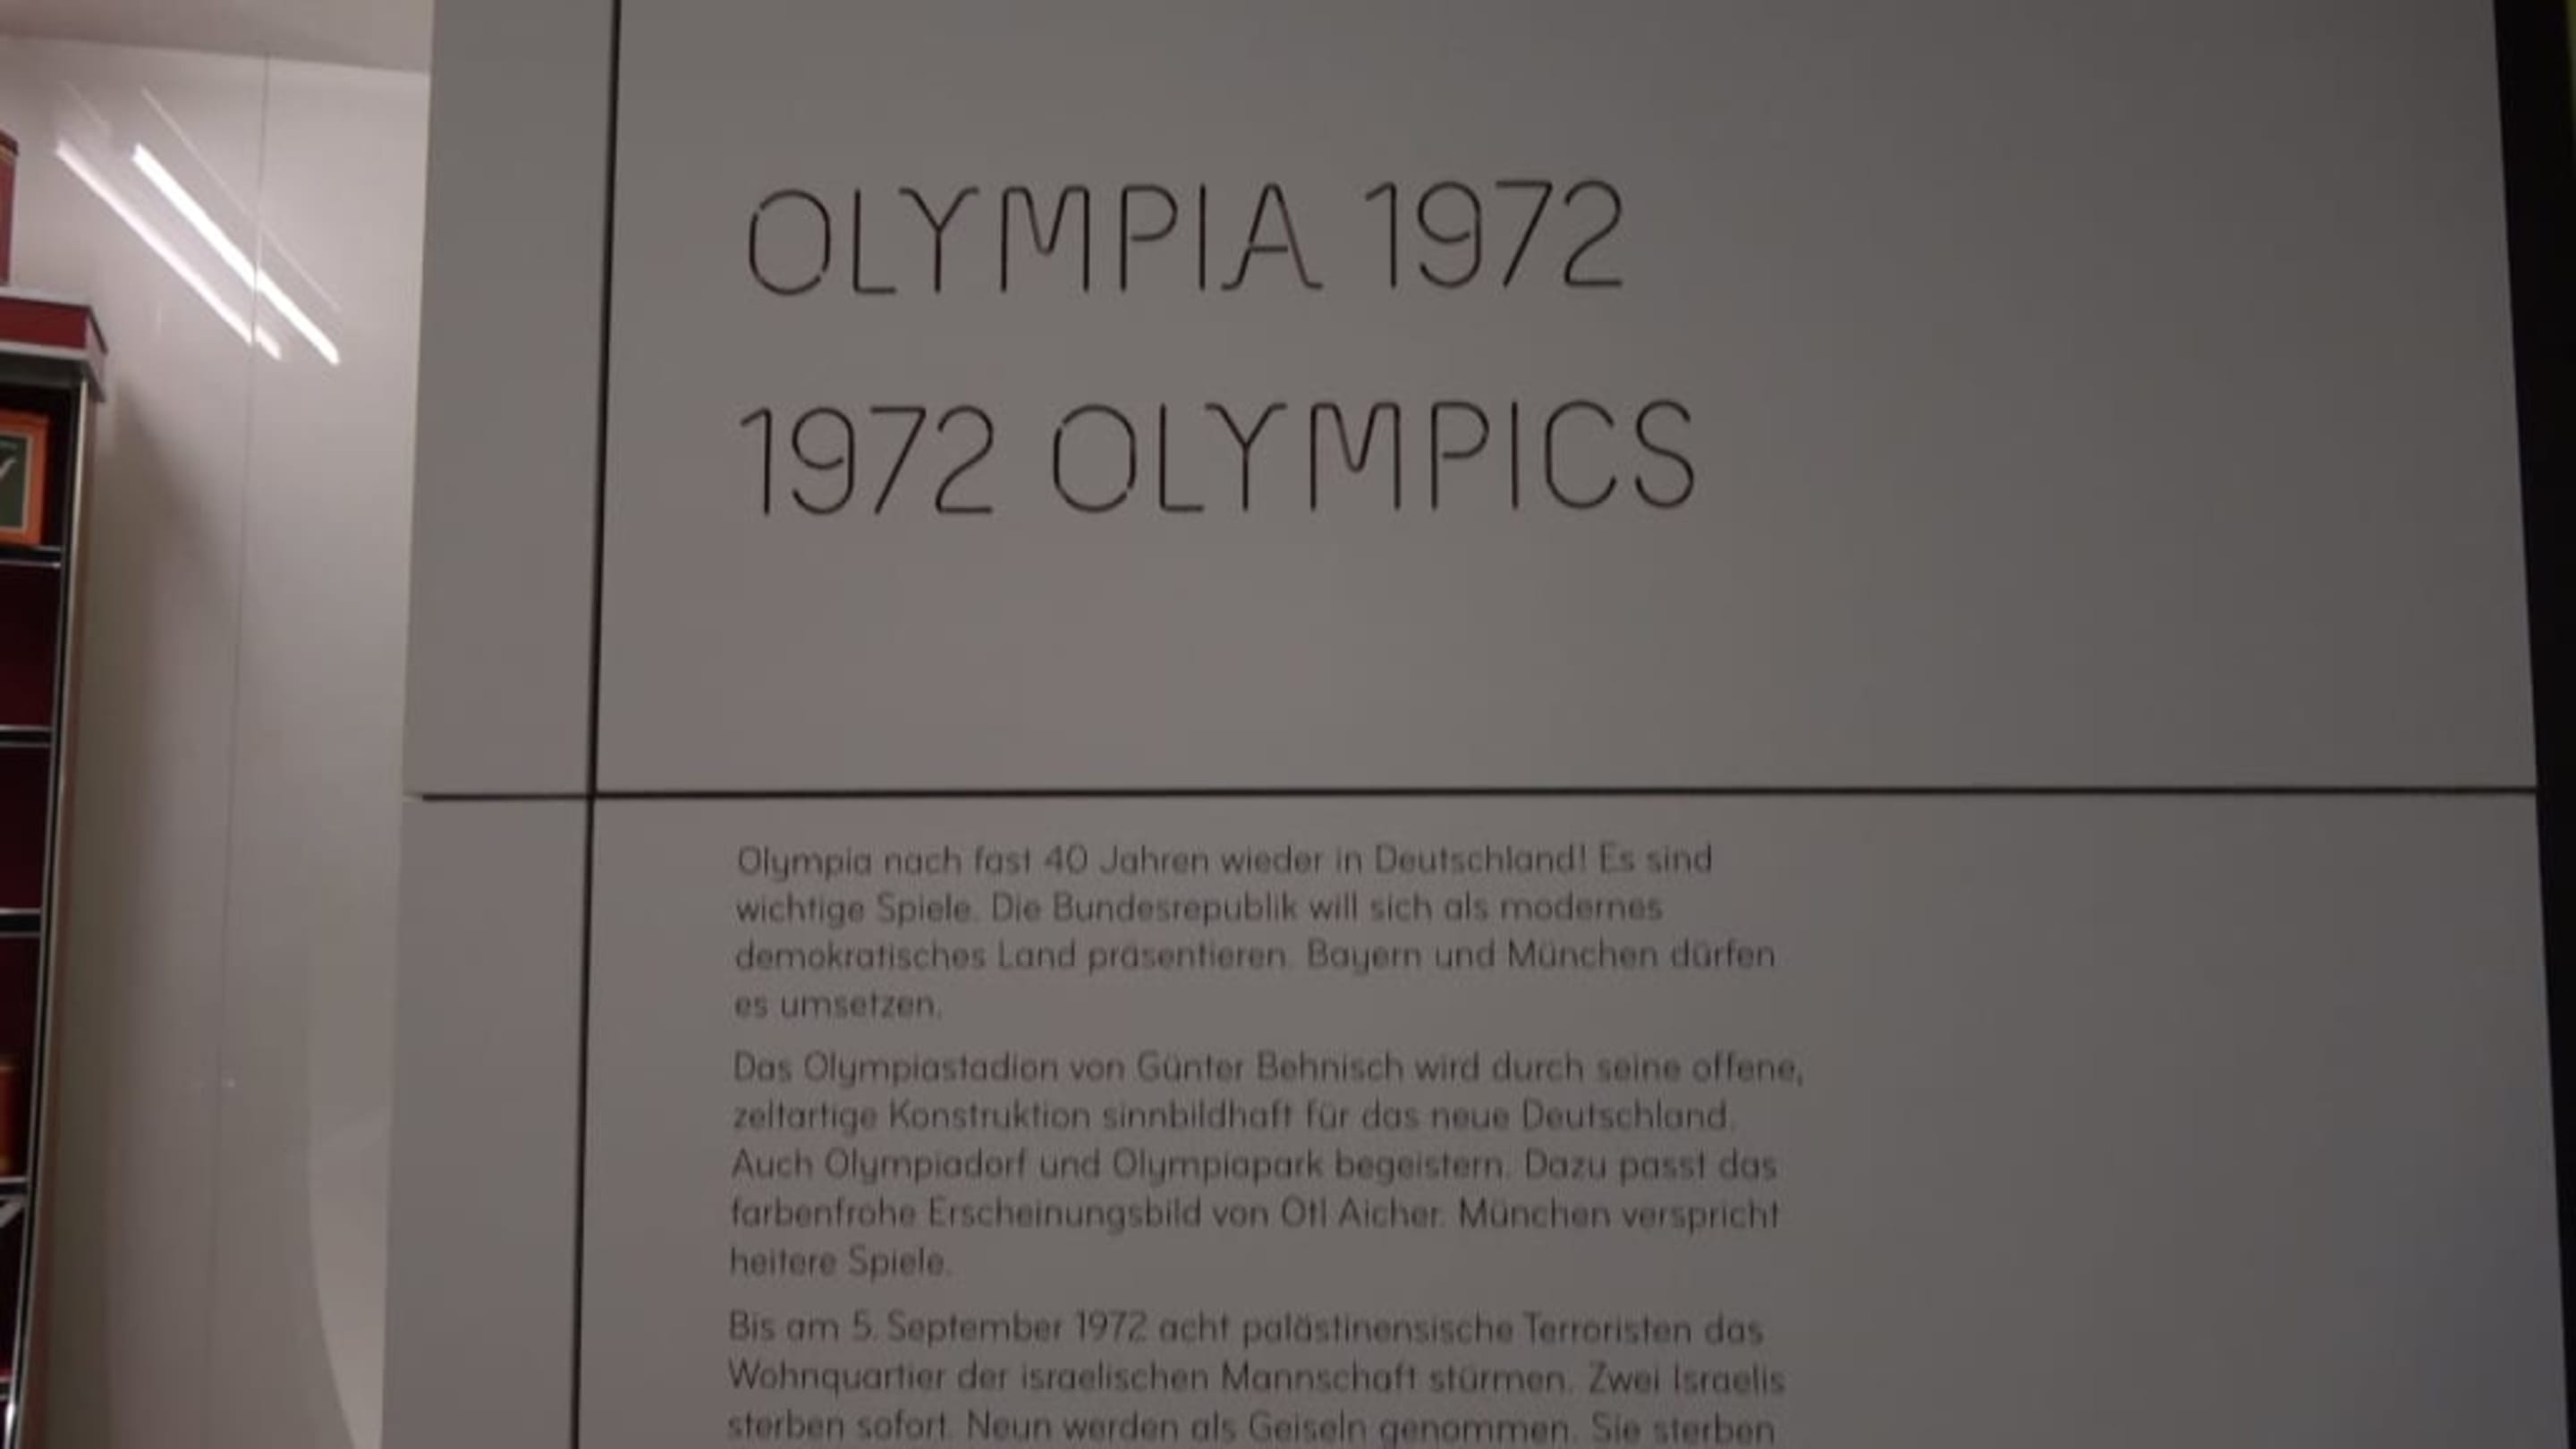 OLYMPIA 1972
1972 OLYMPICS
Olympia nach fast 40 Jahren wieder in Deutschland! Es sind
wichtige Spiele. Die Bundesrepublik will sich als modernes
demokratisches Land präsentieren. Bayern und München dürfen
es umsetzen.
Das Olympiastadion von Günter Behnisch wird durch seine offene,
zeltartige Konstruktion sinnbildhaft für das neue Deutschland.
Auch Olympiadorf und Olympiapark begeistern. Dazu passt das
farbenfrohe Erscheinungsbild von Otl Aicher. München verspricht
heitere Spiele.
Bis am 5. September 1972 acht palästinensische Terroristen das
Wohnquartier der israelischen Mannschaft stürmen. Zwei Israelis
sterben sofort. Neun werden als Geiseln genommen. Sie sterben